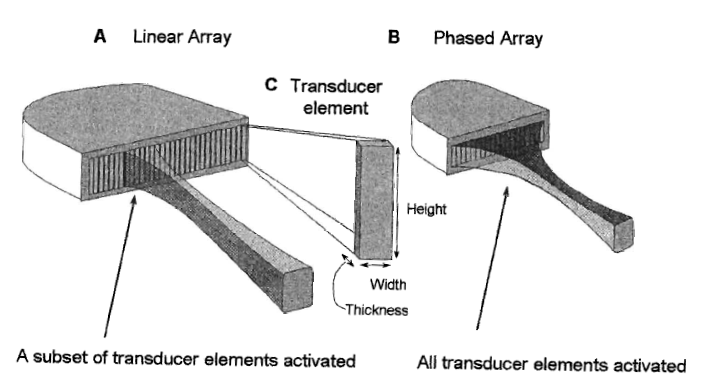 A Linear Array
B Phased Array
C Transducer
element
Height
Width
Thickness
A subset of transducer elements activated
All transducer elements activated